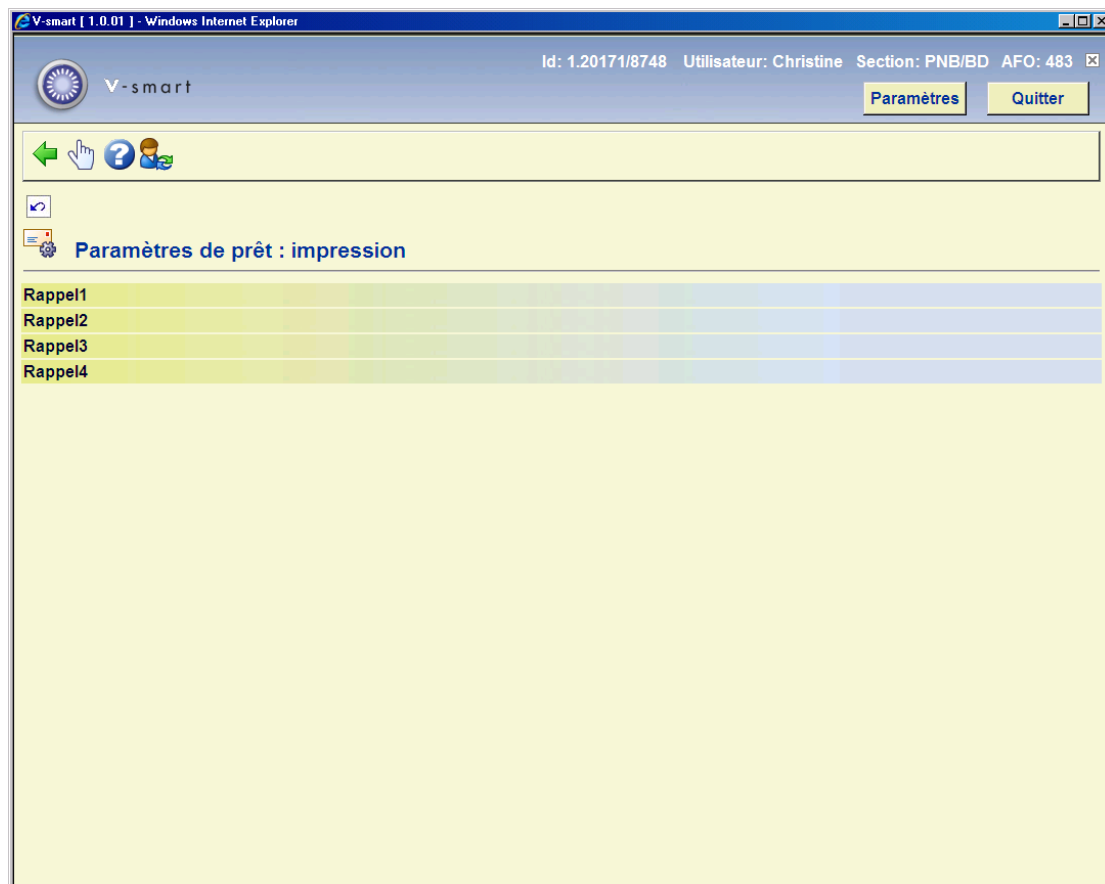 V-smart [ 1.0.01 ] - Windows Internet Explorer
Id: 1.20171/8748 Utilisateur: Christine Section: PNB/BD AFO: 483
V-smart
Paramètres Quitter
Paramètres de prêt : impression
Rappel1
Rappel2
Rappel3
Rappel4